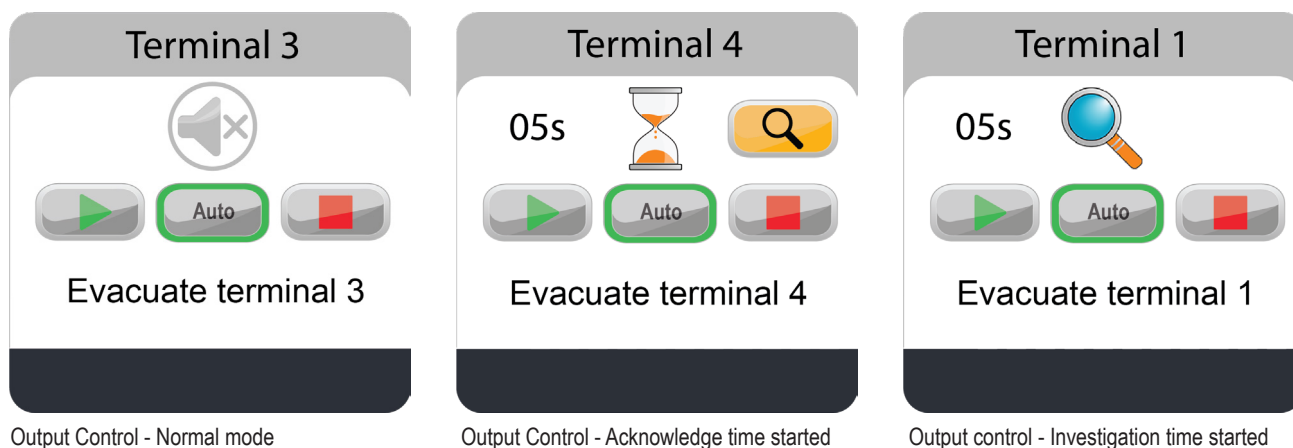 Terminal 3
Auto
Evacuate terminal 3
Output Control - Normal mode
Terminal 4
05s
Auto
Evacuate terminal 4
Output Control - Acknowledge time started
Terminal 1
05s
Auto
Evacuate terminal 1
Output control - Investigation time started